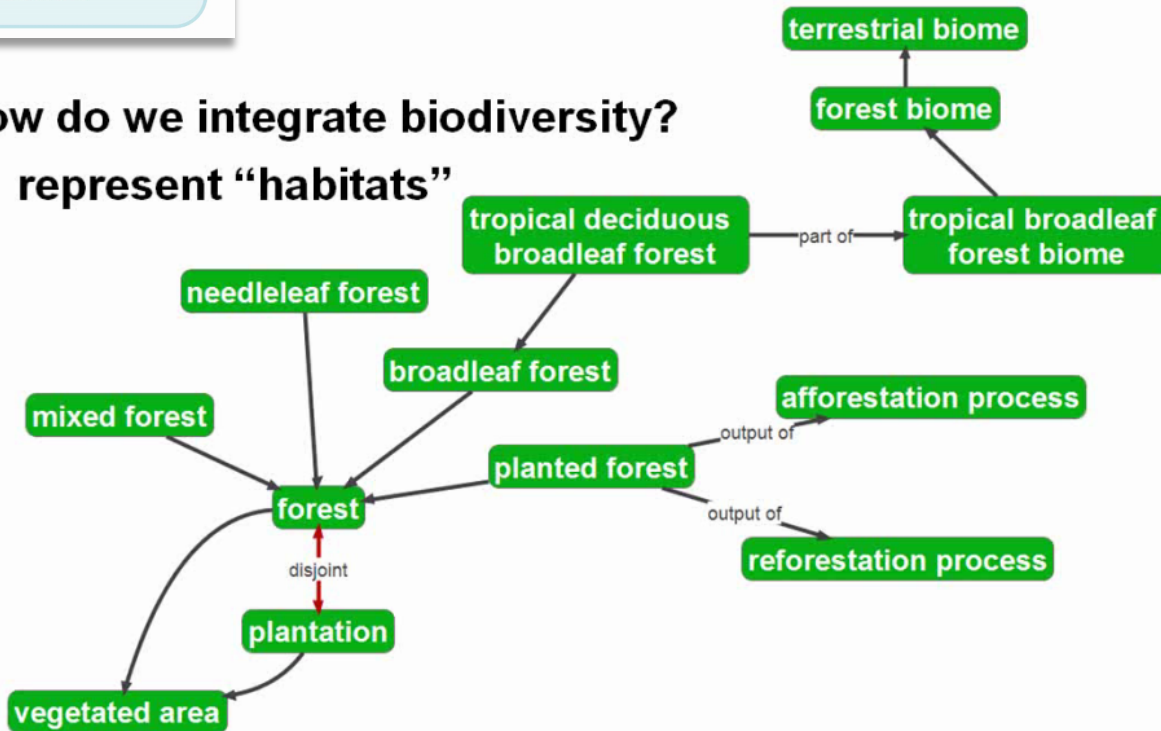 terrestrial biome
forest biome
ow do we integrate biodiversity?
represent “habitats”
tropical deciduous
broadleaf forest
part of
tropical broadleaf
forest biome
needleleaf forest
broadleaf forest
mixed forest
afforestation process
output of
planted forest
forest
output of
reforestation process
disjoint
plantation
vegetated area